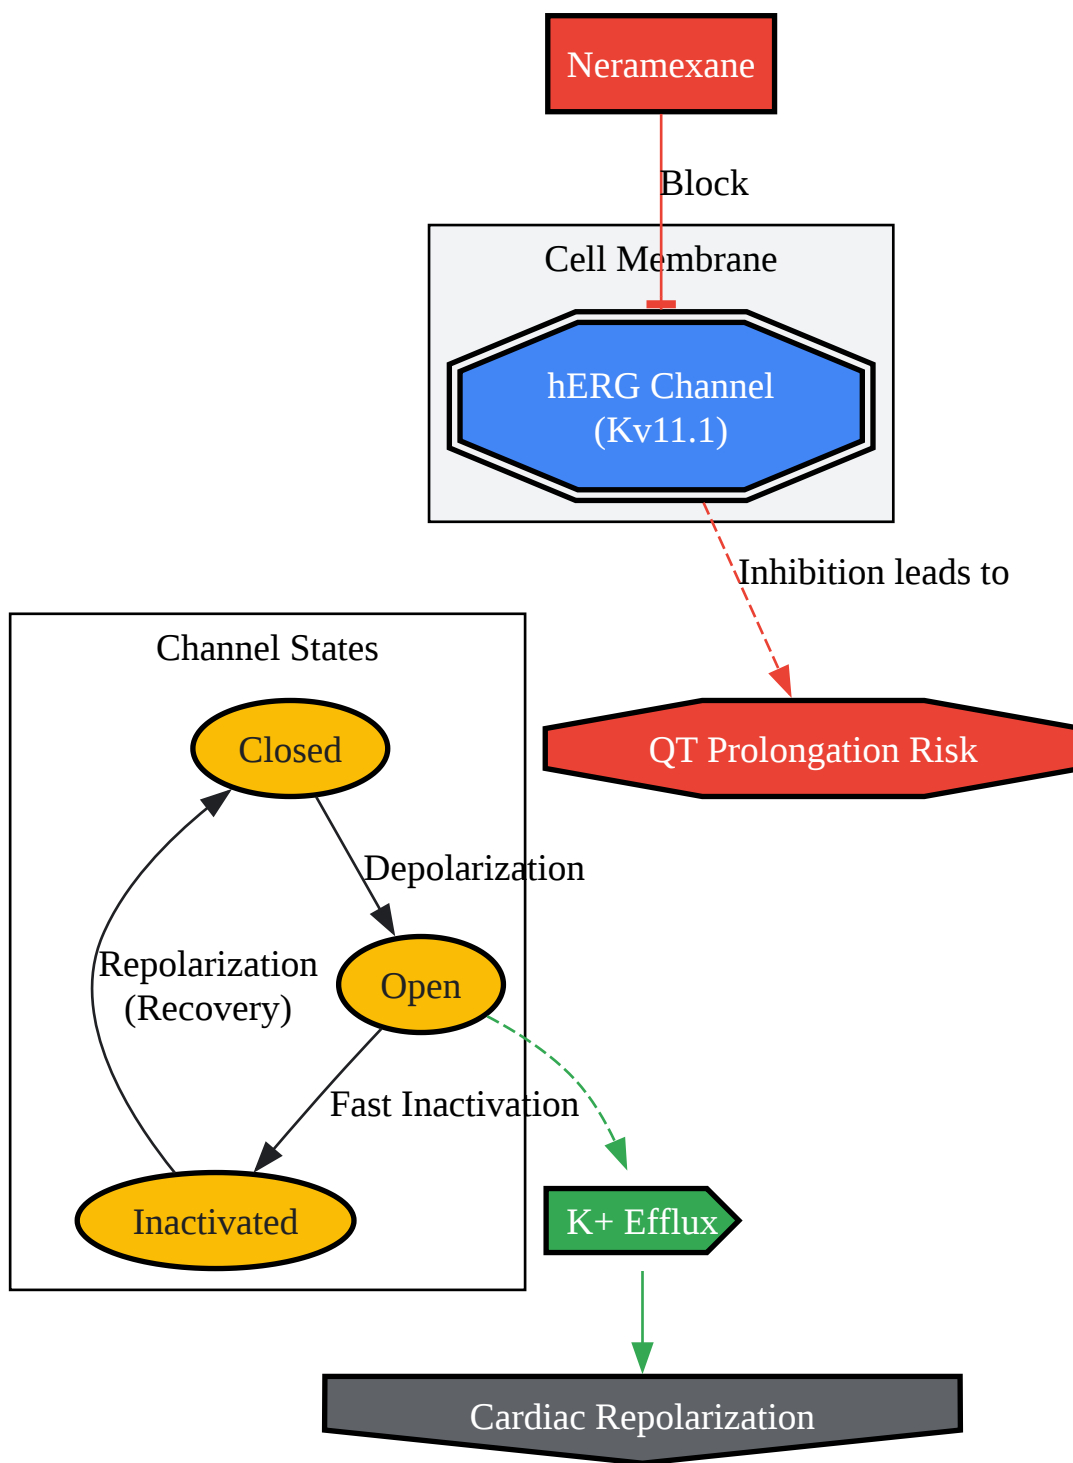 Neramexane
Block
Cell Membrane
hERG Channel
(Kv11.1)
Inhibition leads to
Channel States
Closed
QT Prolongation Risk
Depolarization
Repolarization
(Recovery)
Open
Fast Inactivation
Inactivated
K+ Efflux
Cardiac Repolarization